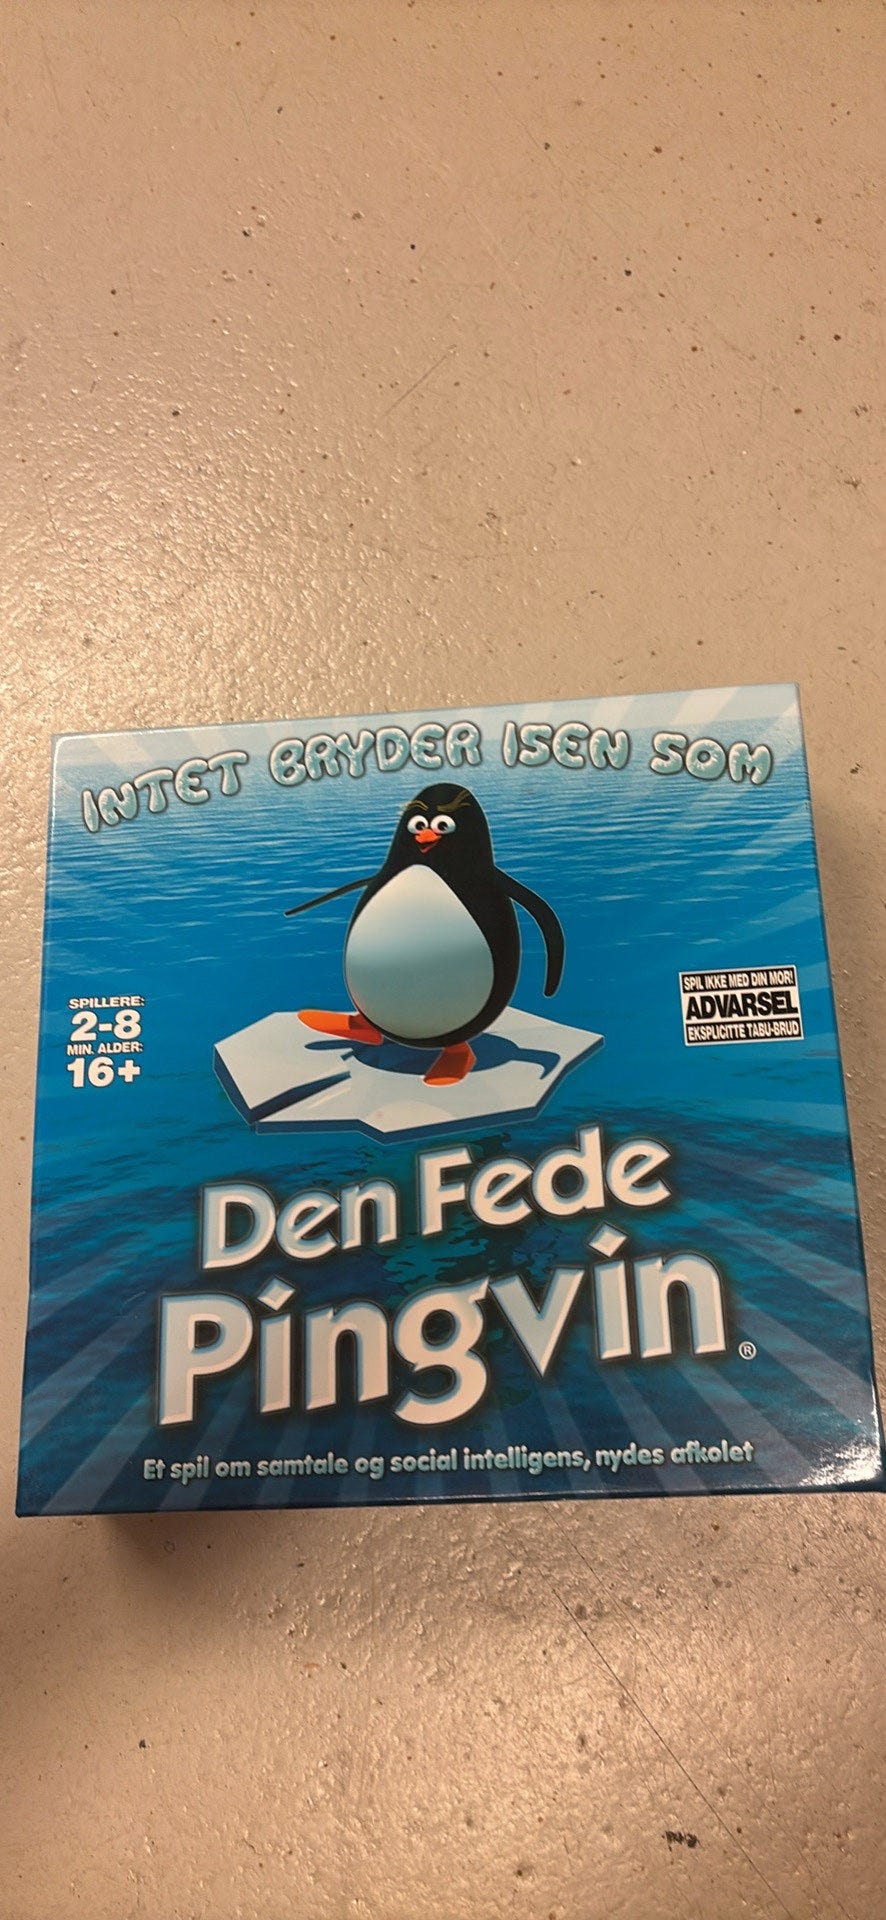 INTET BRYDER ISEN SOM
SPILLERE:
2-8
MIN. ALDER:
16+
SPIL IKKE MED DIN MOR!
ADVARSEL
EKSPLICITTE TABU-BRUD
Den Fede
Pingvin®
Et spil om samtale og social intelligens, nydes afkølet